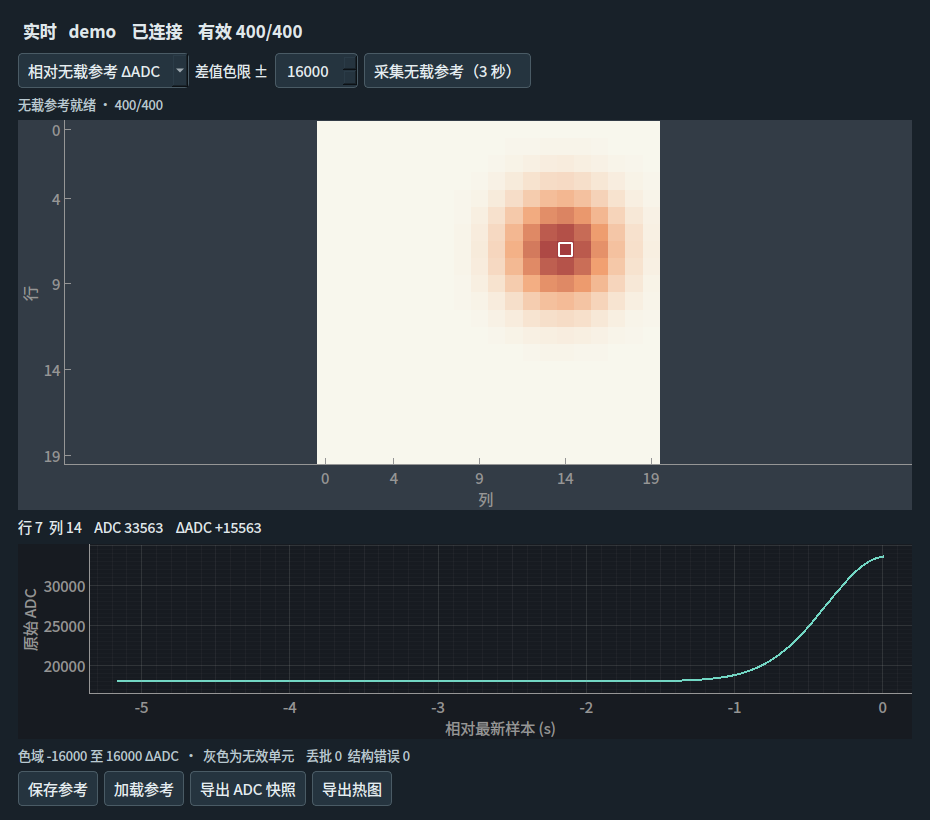 实时 demo 已连接 有效 400/400
相对无载参考 ΔADC 差值色限 ± 16000 采集无载参考（3 秒）
无载参考就绪 · 400/400
0
4
9
14
19
行
0 4 9 14 19
列
行 7 列 14 ADC 33563 ΔADC +15563
30000
25000
20000
原始 ADC
-5 -4 -3 -2 -1 0
相对最新样本 (s)
色域 -16000 至 16000 ΔADC · 灰色为无效单元 丢批 0 结构错误 0
保存参考 加载参考 导出 ADC 快照 导出热图